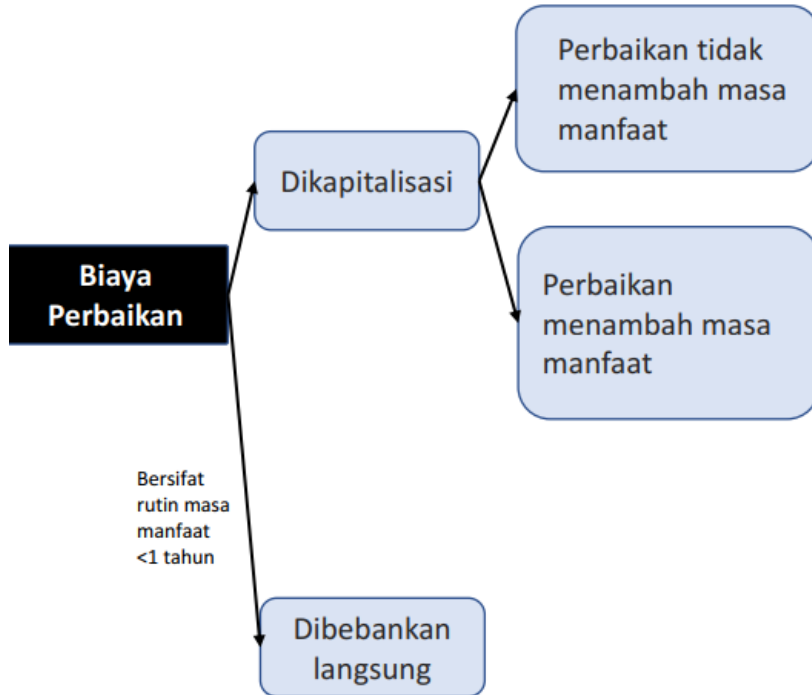 Perbaikan tidak
menambah masa
manfaat
Dikapitalisasi
Biaya
Perbaikan
Perbaikan
menambah masa
manfaat
Bersifat
rutin masa
manfaat
<1 tahun
Dibebankan
langsung